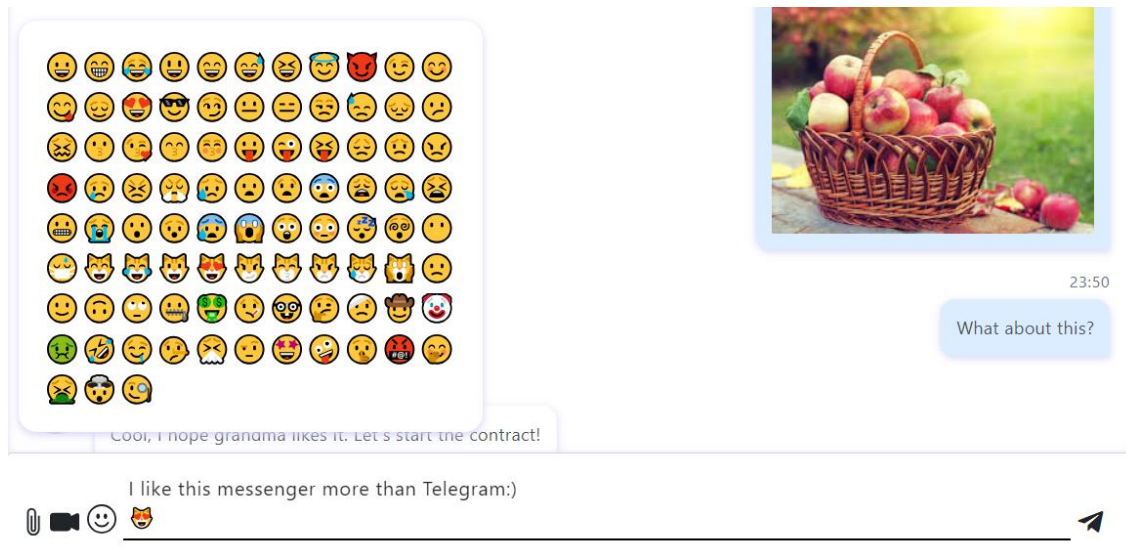 23:50
What about this?
Cool, I hope grandma likes it. Let's start the contract!
I like this messenger more than Telegram:)
😻